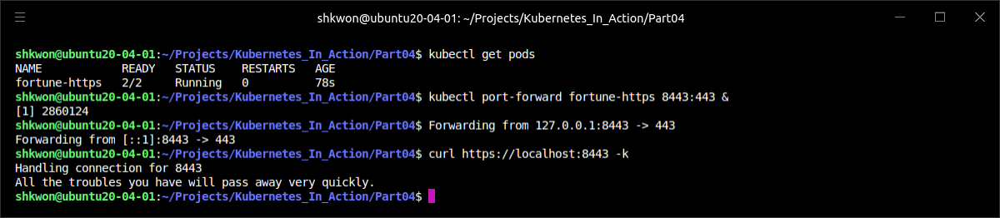 shkwon@ubuntu20-04-01: ~/Projects/Kubernetes_In_Action/Part04
shkwon@ubuntu20-04-01:~/Projects/Kubernetes_In_Action/Part04$ kubectl get pods
NAME            READY   STATUS    RESTARTS   AGE
fortune-https   2/2     Running   0          78s
shkwon@ubuntu20-04-01:~/Projects/Kubernetes_In_Action/Part04$ kubectl port-forward fortune-https 8443:443 &
[1] 2860124
shkwon@ubuntu20-04-01:~/Projects/Kubernetes_In_Action/Part04$ Forwarding from 127.0.0.1:8443 -> 443
Forwarding from [::1]:8443 -> 443
shkwon@ubuntu20-04-01:~/Projects/Kubernetes_In_Action/Part04$ curl https://localhost:8443 -k
Handling connection for 8443
All the troubles you have will pass away very quickly.
shkwon@ubuntu20-04-01:~/Projects/Kubernetes_In_Action/Part04$